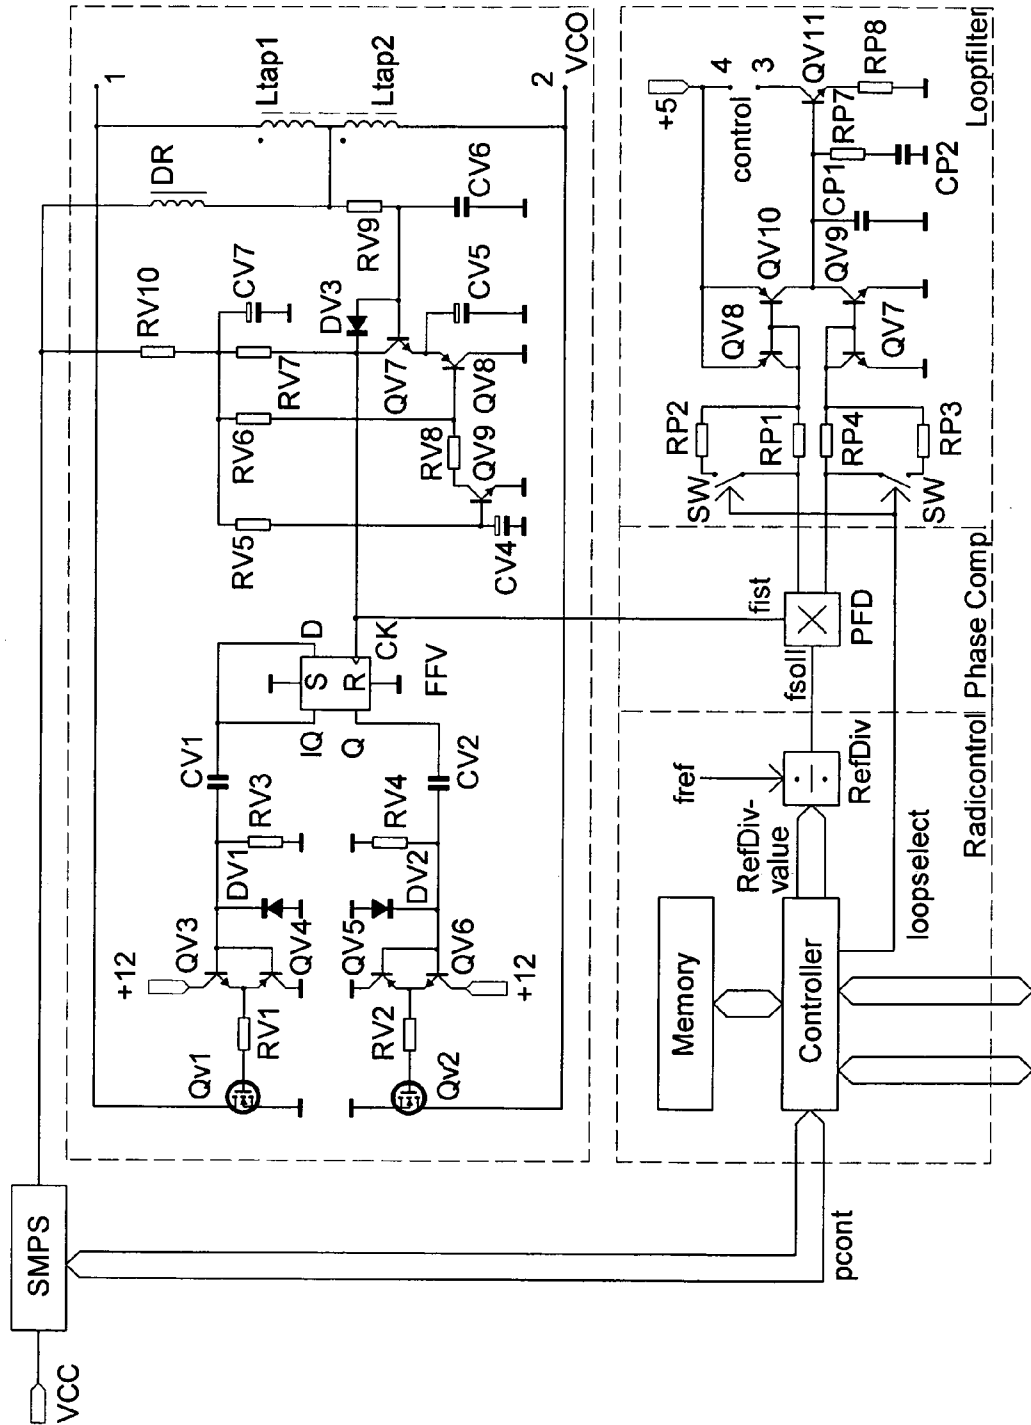 VCC
SMPS
pcont
1
2
VCO
DR
Ltap1
Ltap2
RV10
CV7
RV7
RV6
RV5
DV3
RV9
CV6
CV5
QV7
QV8
RV8
QV9
CV4
D
CK
S
R
IQ
Q
FFV
CV1
CV2
RV3
RV4
DV1
DV2
+12
QV3
QV4
QV5
QV6
+12
RV1
RV2
Qv1
Qv2
Memory
Controller
RefDiv-
value
fref
RefDiv
loopselect
Radicontrol
fsoll
fist
PFD
Phase Comp
SW
SW
RP2
RP1
RP4
RP3
QV8
QV10
QV9
QV7
+5
4
control
3
QV11
RP7
CP1
CP2
RP8
Loopfilter